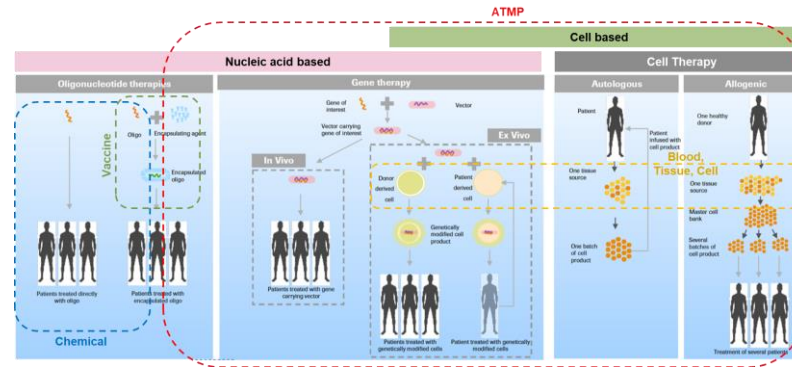 ATMP
Cell based
Nucleic acid based
Cell Therapy
Oligonucleotide therapies
Gene therapy
Autologous
Allogenic
Oligo
Encapsulating agent
Vaccine
Encapsulated
oligo
Patients treated directly
with oligo
Patients treated with
encapsulated oligo
Chemical
Gene of
interest
Vector
Vector carrying
gene of interest
In Vivo
Ex Vivo
Donor
derived
cell
Patient
derived
cell
Genetically
modified cell
product
Patients treated with gene
carrying vector
Patients treated with
genetically modified cells
Patient treated with genetically
modified cells
Patient
Patient
infused with
cell product
One tissue
source
One batch
of cell
product
Blood,
Tissue, Cell
One healthy
donor
One tissue
source
Master cell
bank
Several
batches of
cell product
Treatment of several patients